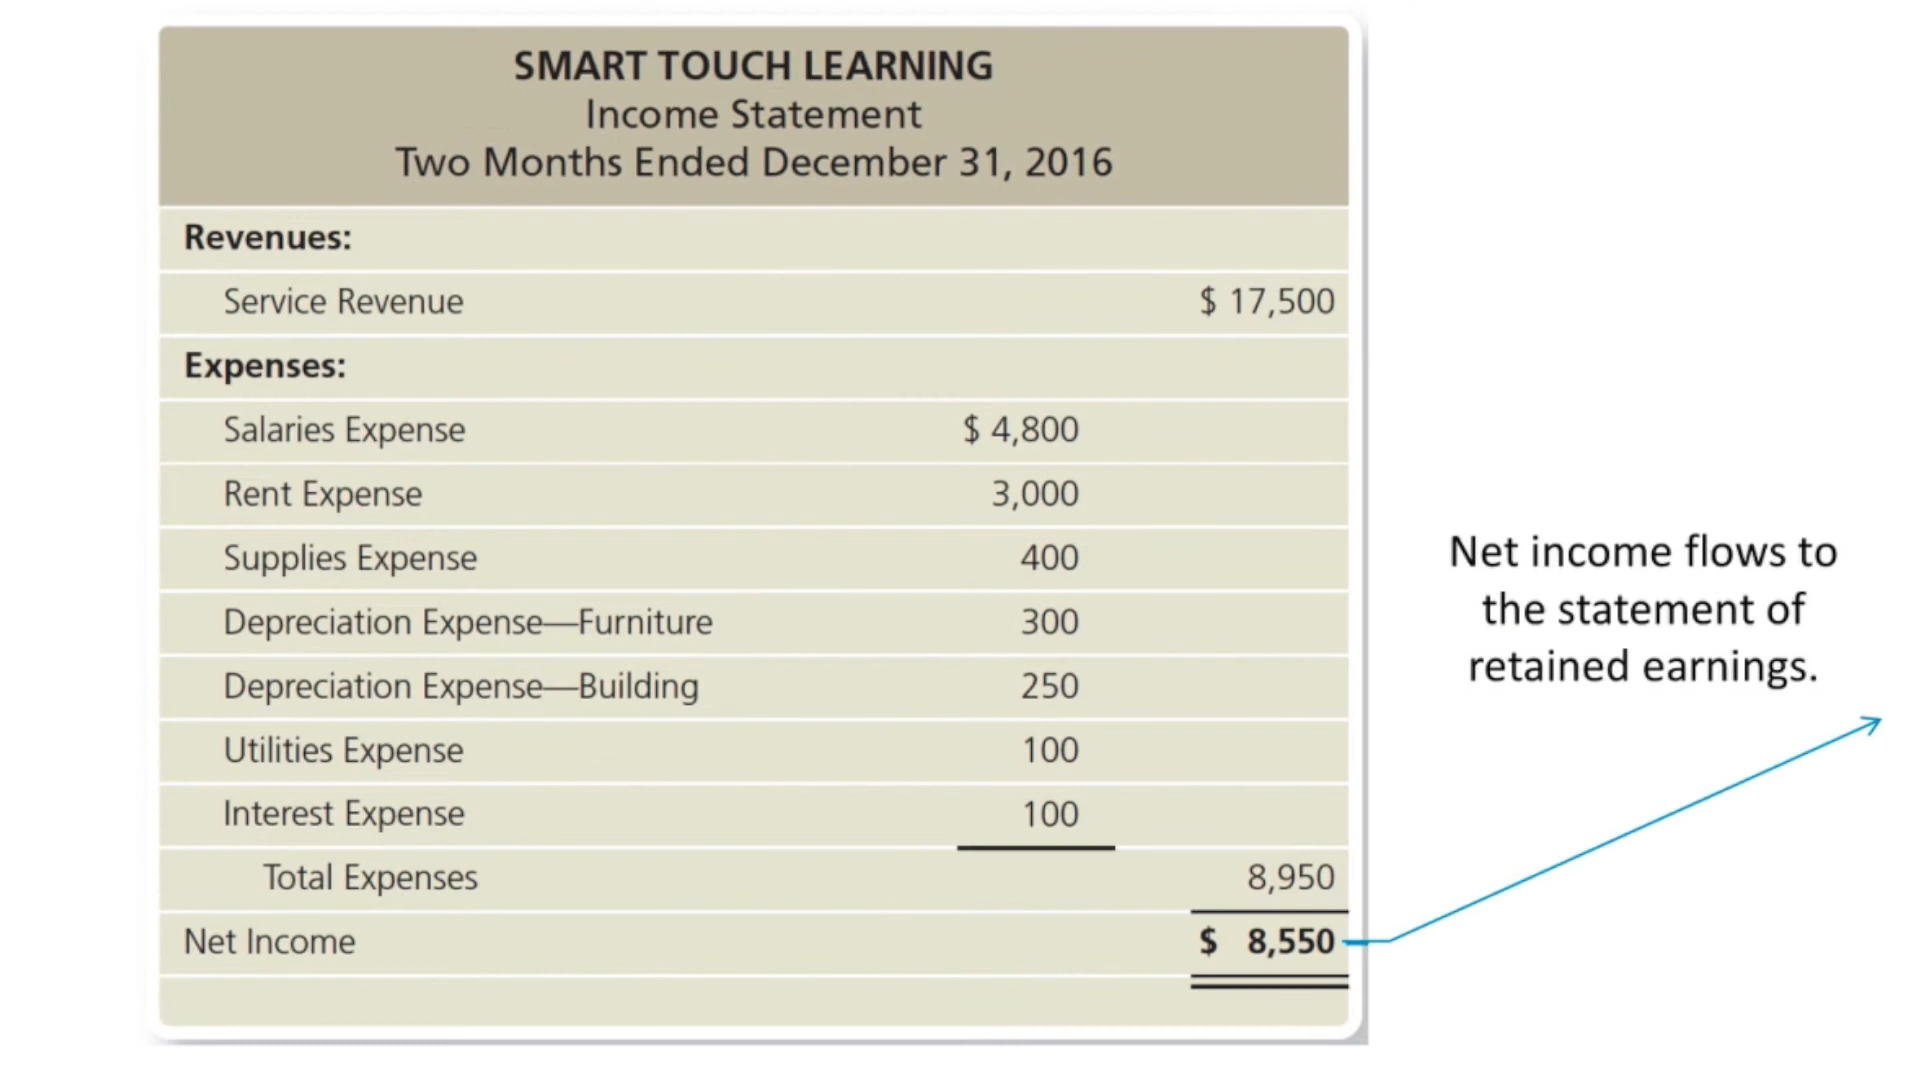 SMART TOUCH LEARNING
Income Statement
Two Months Ended December 31, 2016
Revenues:
Service Revenue $ 17,500
Expenses:
Salaries Expense $ 4,800
Rent Expense 3,000
Supplies Expense 400
Depreciation Expense—Furniture 300
Depreciation Expense—Building 250
Utilities Expense 100
Interest Expense 100
Total Expenses 8,950
Net Income $ 8,550
Net income flows to
the statement of
retained earnings.